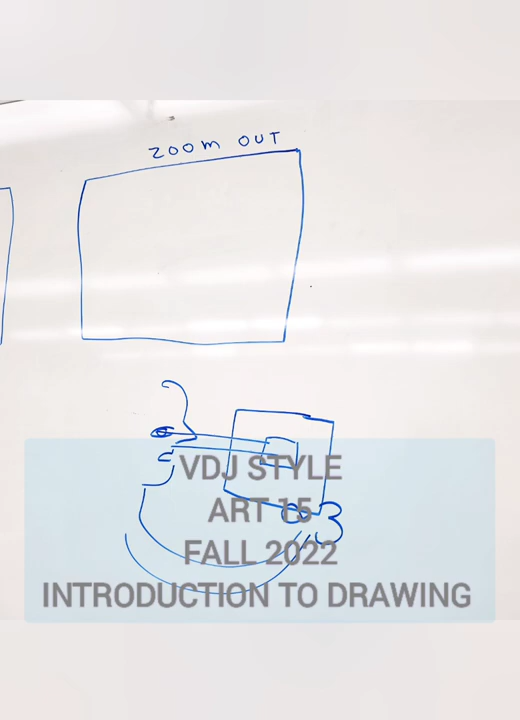 ZOOM OUT
VDJ STYLE
ART 15
FALL 2022
INTRODUCTION TO DRAWING